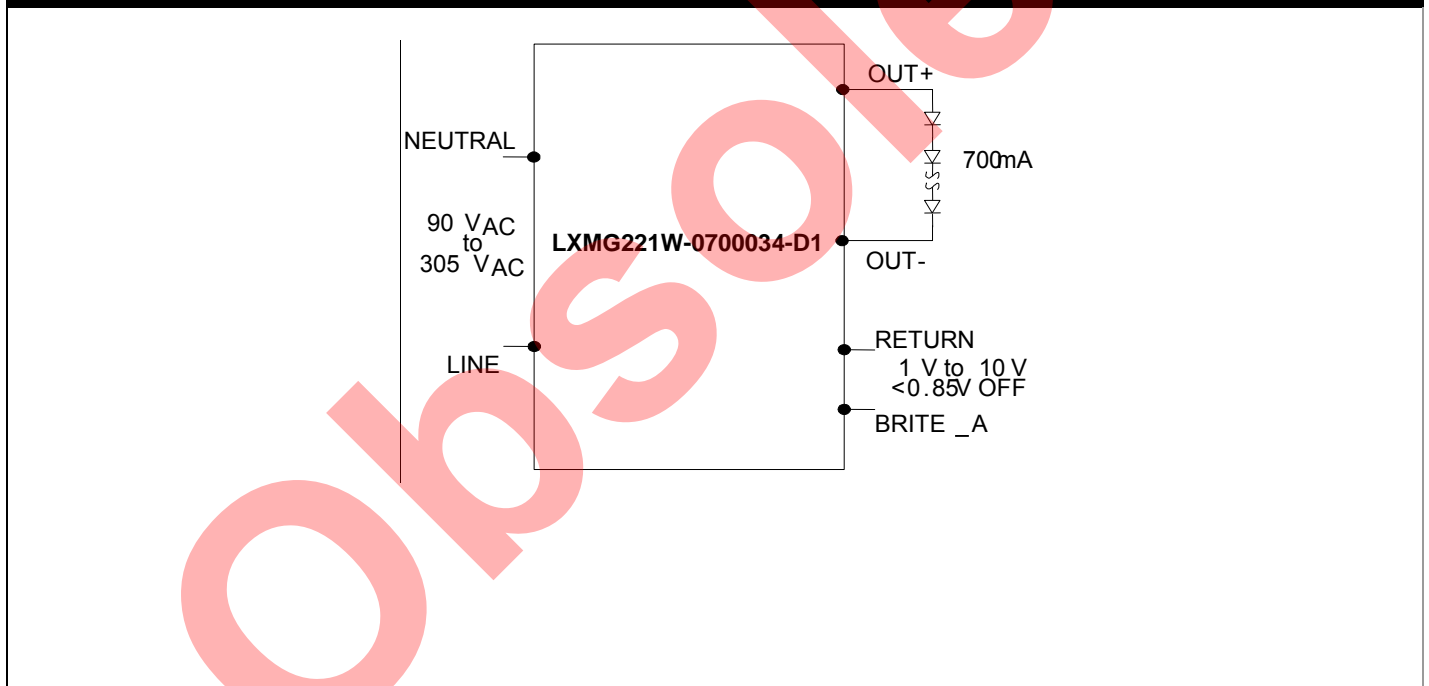 OUT+
NEUTRAL
700mA
90 VAC
to
305 VAC
LXMG221W-0700034-D1
OUT-
RETURN
LINE
1 V to 10 V
<0.85V OFF
BRITE _A
Obsole